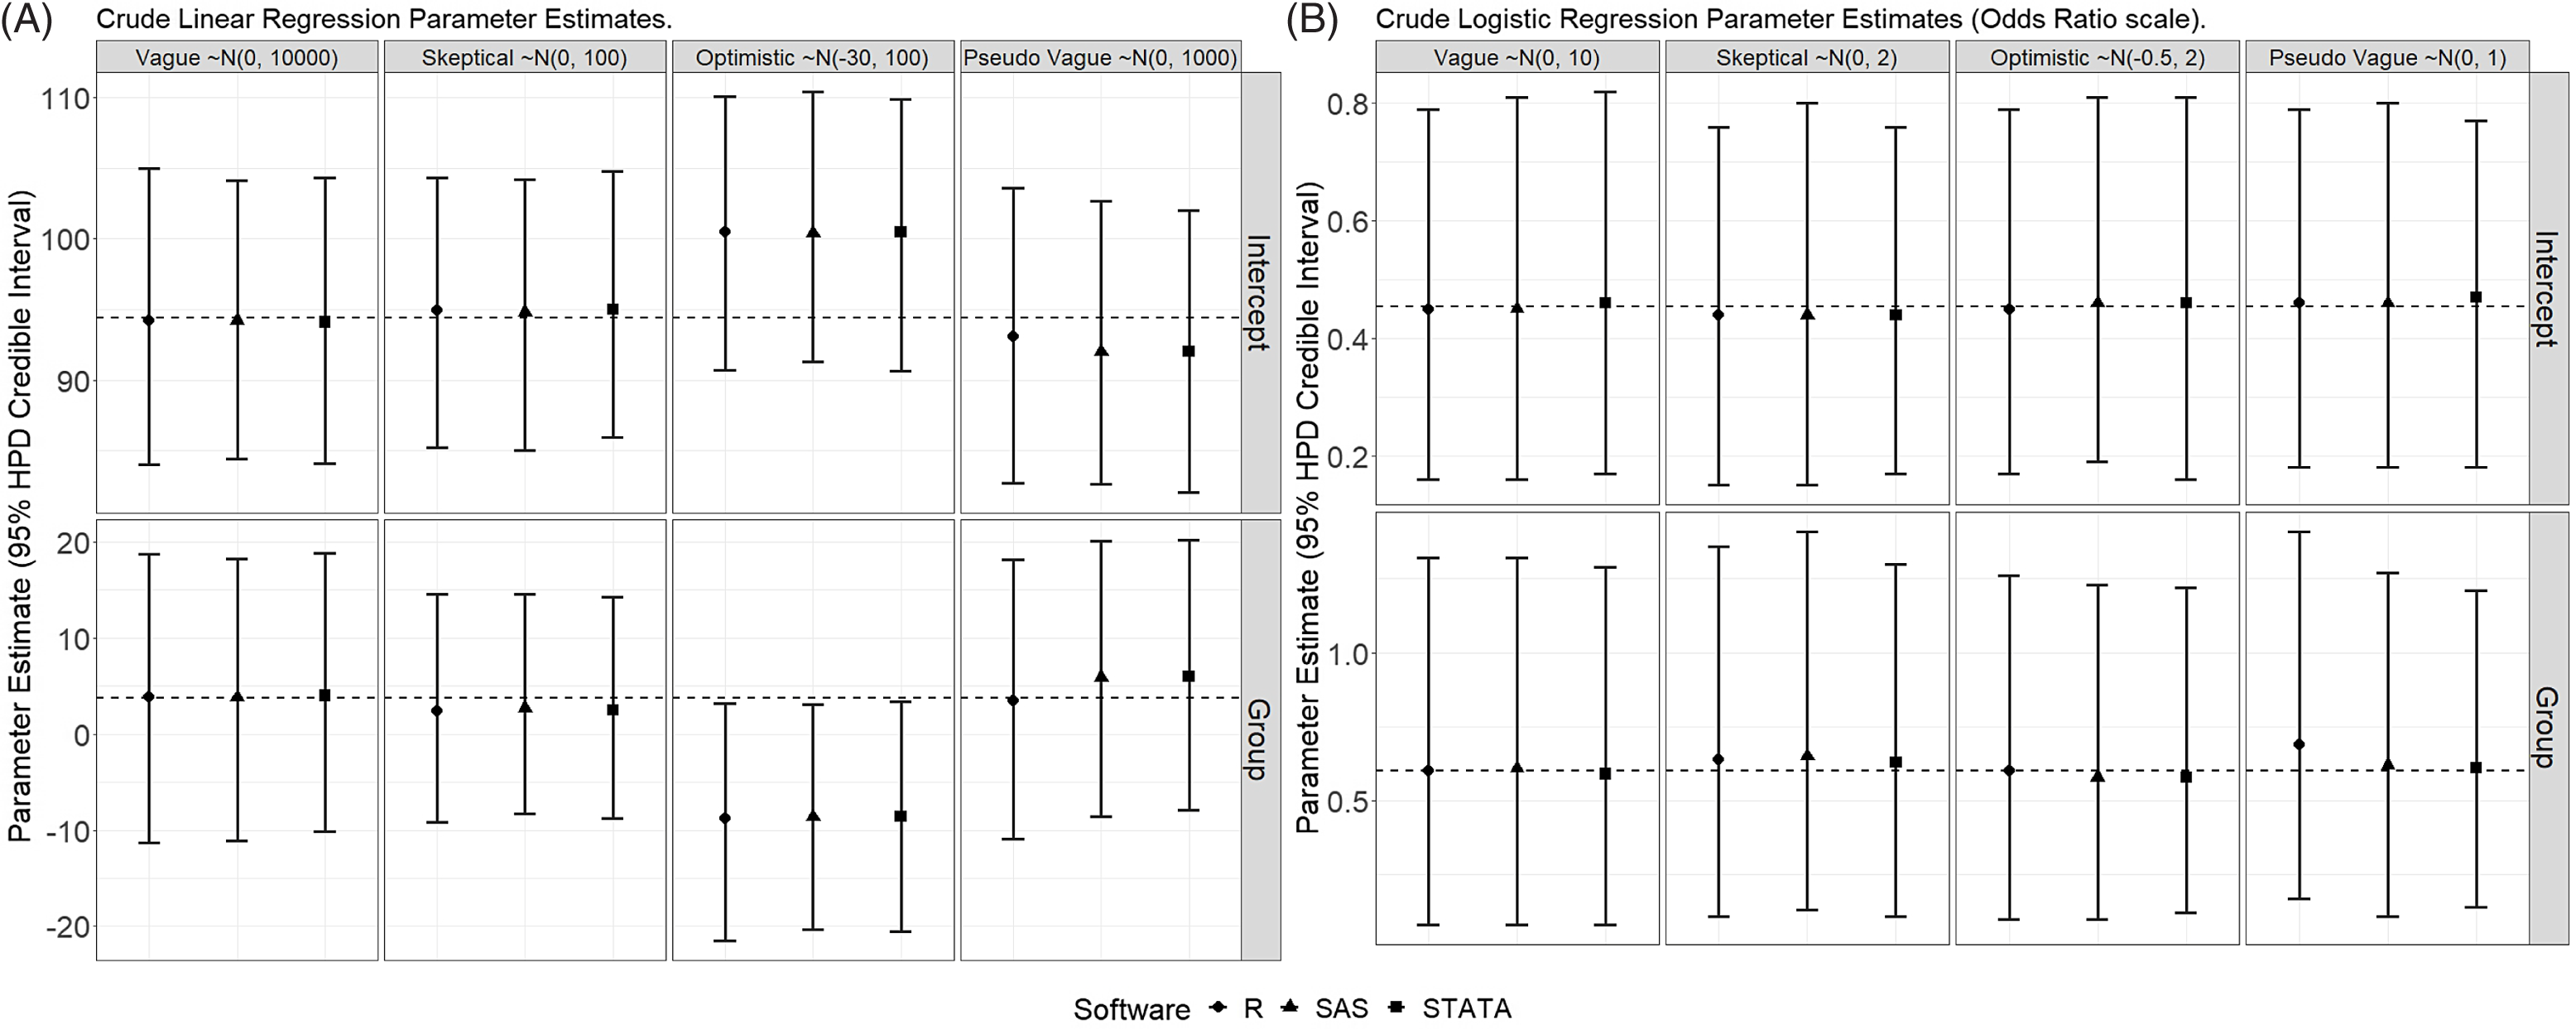 (A) Crude Linear Regression Parameter Estimates.
Vague ~N(0, 10000) Skeptical ~N(0, 100) Optimistic ~N(-30, 100) Pseudo Vague ~N(0, 1000)
Parameter Estimate (95% HPD Credible Interval)
110
100
90
Intercept
20
10
0
-10
-20
Group
(B) Crude Logistic Regression Parameter Estimates (Odds Ratio scale).
Vague ~N(0, 10) Skeptical ~N(0, 2) Optimistic ~N(-0.5, 2) Pseudo Vague ~N(0, 1)
Parameter Estimate (95% HPD Credible Interval)
0.8
0.6
0.4
0.2
Intercept
1.0
0.5
Group
Software R SAS STATA